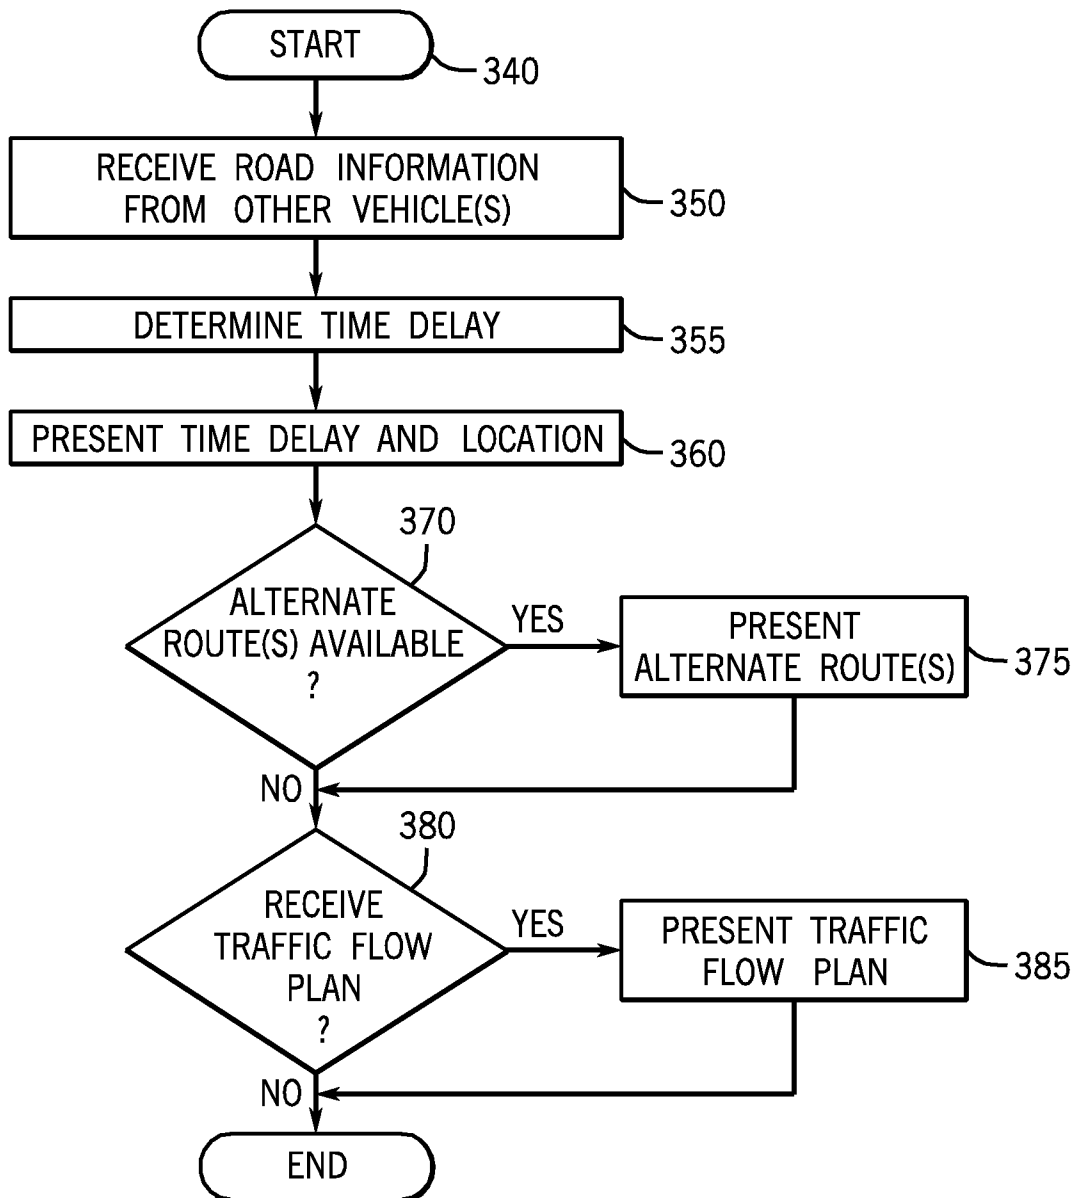 START
340
RECEIVE ROAD INFORMATION
FROM OTHER VEHICLE(S)
350
DETERMINE TIME DELAY
355
PRESENT TIME DELAY AND LOCATION
360
370
ALTERNATE
ROUTE(S) AVAILABLE
?
YES
PRESENT
ALTERNATE ROUTE(S)
375
NO
380
RECEIVE
TRAFFIC FLOW
PLAN
?
YES
PRESENT TRAFFIC
FLOW PLAN
385
NO
END